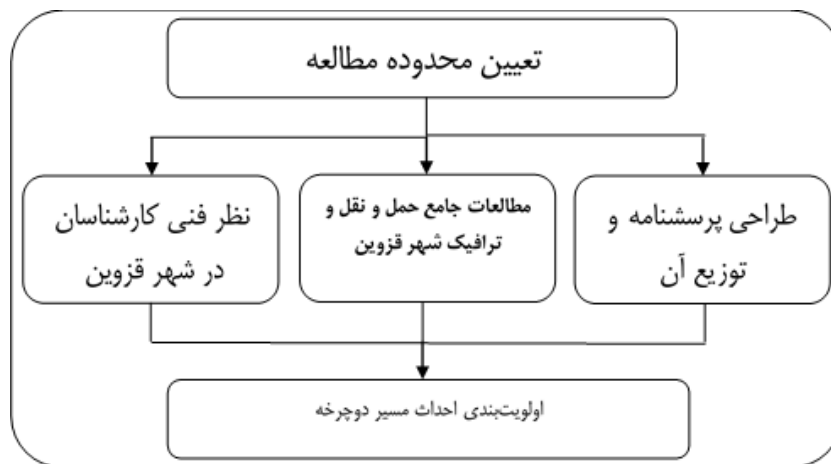 تعیین محدوده مطالعه
طراحی پرسشنامه و
توزیع آن
مطالعات جامع حمل و نقل و
ترافیک شهر قزوین
نظر فنی کارشناسان
در شهر قزوین
اولویت‌بندی احداث مسیر دوچرخه